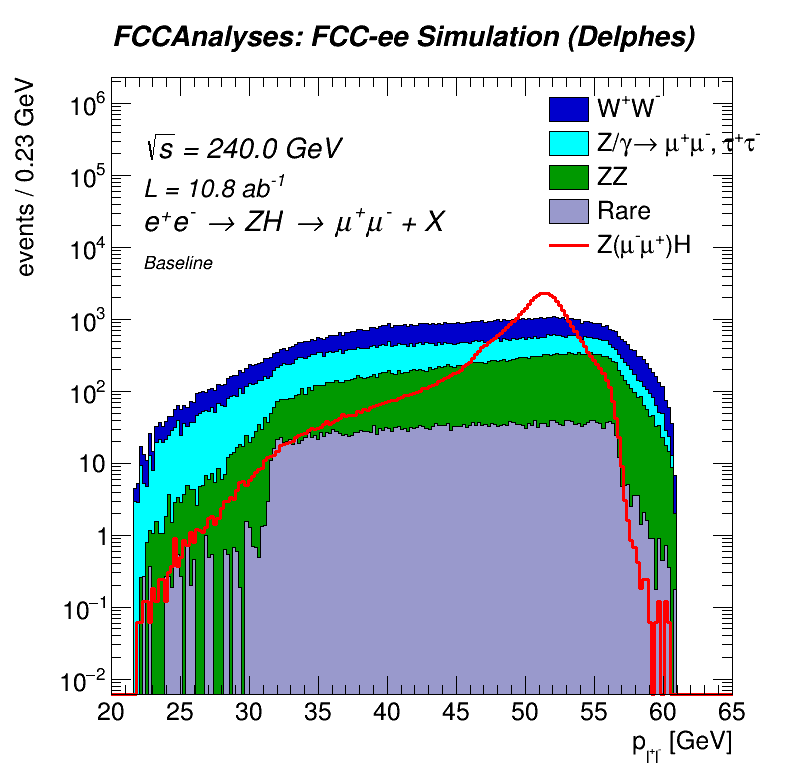 FCCAnalyses: FCC-ee Simulation (Delphes)
events / 0.23 GeV
√s = 240.0 GeV
L = 10.8 ab⁻¹
e⁺e⁻ → ZH → μ⁺μ⁻ + X
Baseline
W⁺W⁻
Z/γ→ μ⁺μ⁻, τ⁺τ⁻
ZZ
Rare
Z(μ⁻μ⁺)H
10⁶
10⁵
10⁴
10³
10²
10
1
10⁻¹
10⁻²
20 25 30 35 40 45 50 55 60 65
p_{l⁺l⁻} [GeV]